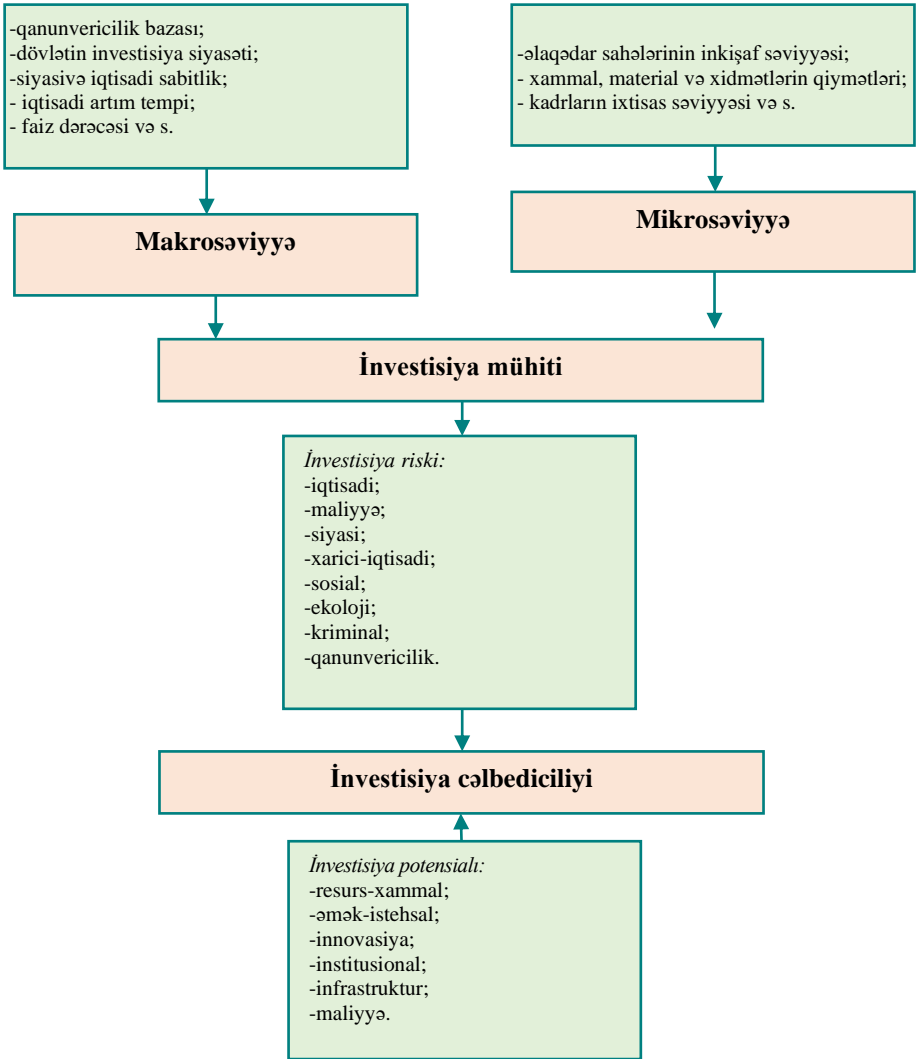 -qanunvericilik bazası;
-dövlətin investisiya siyasəti;
-siyasivə iqtisadi sabitlik;
- iqtisadi artım tempi;
- faiz dərəcəsi və s.
-əlaqədar sahələrinin inkişaf səviyyəsi;
- xammal, material və xidmətlərin qiymətləri;
- kadrların ixtisas səviyyəsi və s.
Makrosəviyyə
Mikrosəviyyə
İnvestisiya mühiti
İnvestisiya riski:
-iqtisadi;
-maliyyə;
-siyasi;
-xarici-iqtisadi;
-sosial;
-ekoloji;
-kriminal;
-qanunvericilik.
İnvestisiya cəlbediciliyi
İnvestisiya potensialı:
-resurs-xammal;
-əmək-istehsal;
-innovasiya;
-institusional;
-infrastruktur;
-maliyyə.